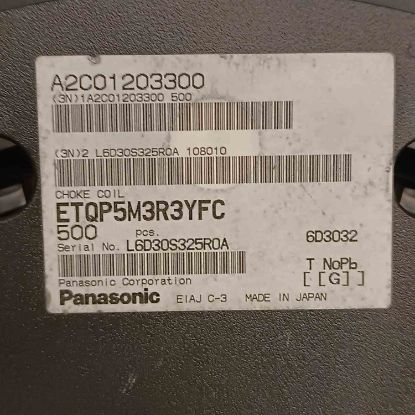 A2C01203300
(3N)1A2C01203300 500
(3N)2 L6D30S325R0A 108010
CHOKE COIL
ETQP5M3R3YFC
500 pcs.
Serial No. L6D30S325R0A 6D3032
T NoPb
Panasonic Corporation [ [G] ]
Panasonic EIAJ C-3 MADE IN JAPAN